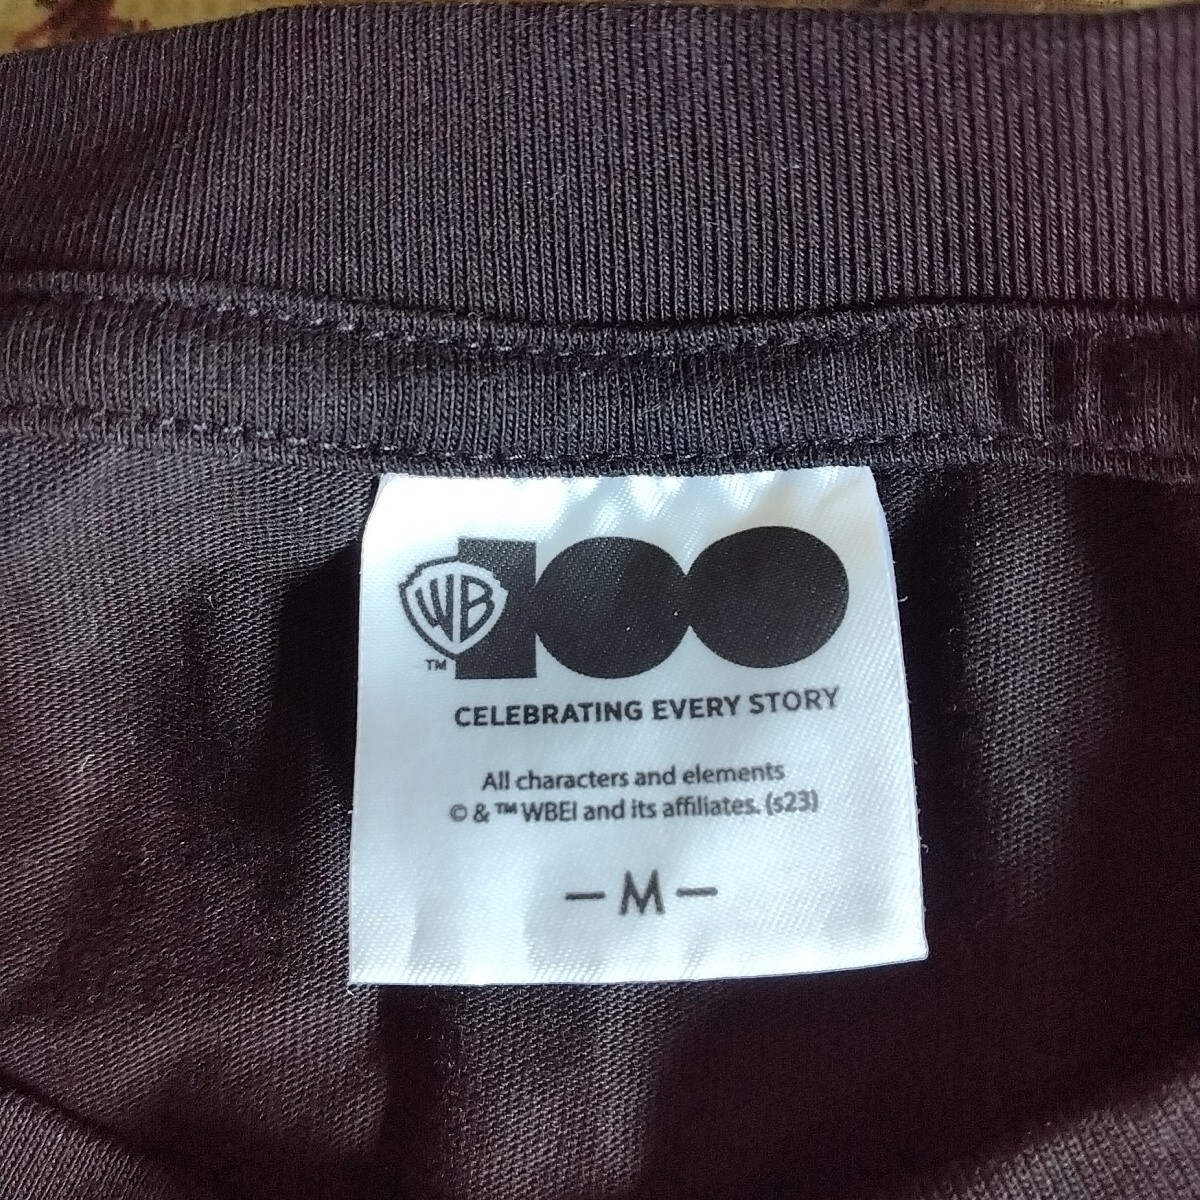 WB 100
TM
CELEBRATING EVERY STORY
All characters and elements
© & ™ WBEI and its affiliates. (s23)
– M –